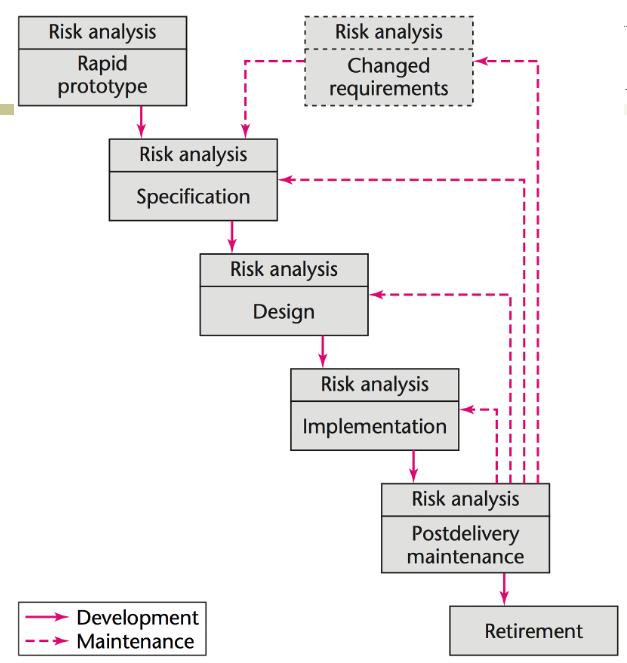 Risk analysis
Rapid
prototype
Risk analysis
Changed
requirements
Risk analysis
Specification
Risk analysis
Design
Risk analysis
Implementation
Risk analysis
Postdelivery
maintenance
Retirement
Development
Maintenance